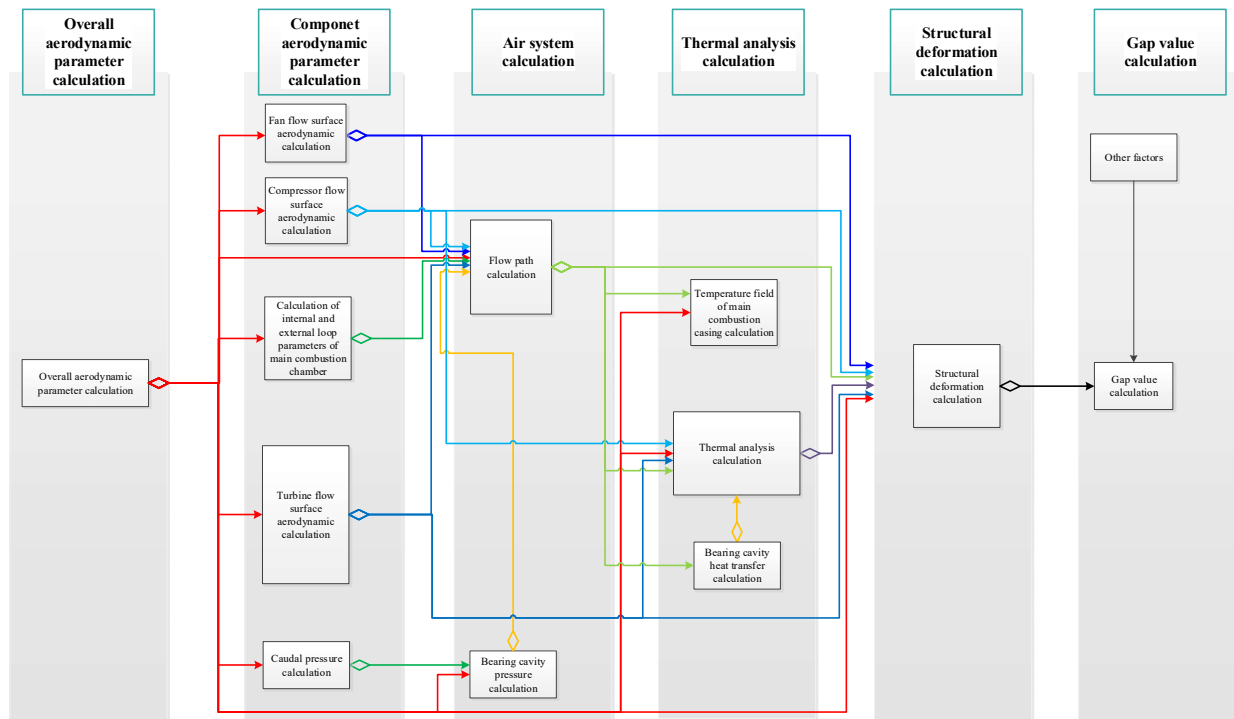 Overall
aerodynamic
parameter
calculation
Componet
aerodynamic
parameter
calculation
Air system
calculation
Thermal analysis
calculation
Structural
deformation
calculation
Gap value
calculation
Overall aerodynamic
parameter calculation
Fan flow surface
aerodynamic
calculation
Compressor flow
surface
aerodynamic
calculation
Calculation of
internal and
external loop
parameters of
main combustion
chamber
Turbine flow
surface
aerodynamic
calculation
Caudal pressure
calculation
Flow path
calculation
Bearing cavity
pressure
calculation
Temperature field
of main
combustion
casing calculation
Thermal analysis
calculation
Bearing cavity
heat transfer
calculation
Structural
deformation
calculation
Other factors
Gap value
calculation